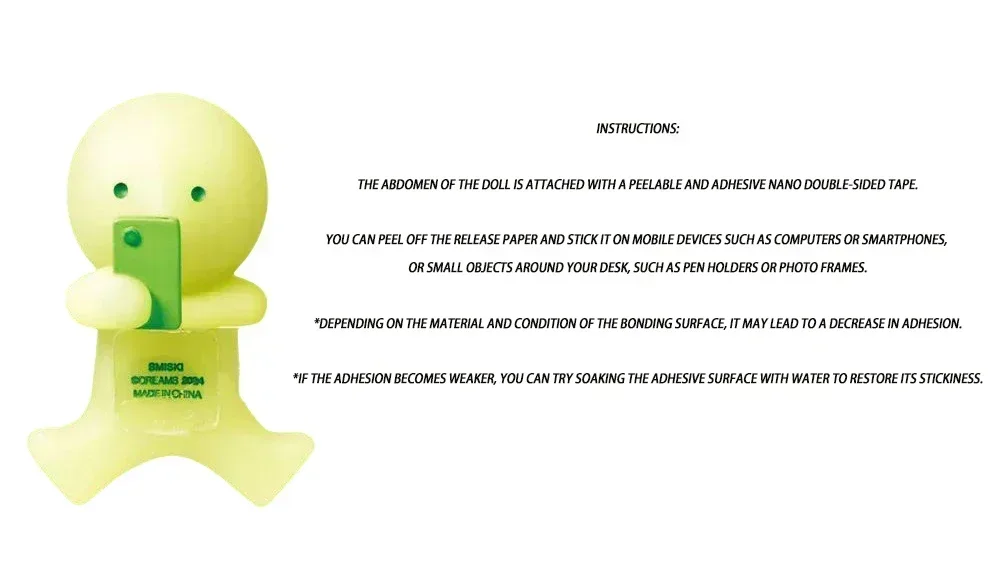 INSTRUCTIONS:
THE ABDOMEN OF THE DOLL IS ATTACHED WITH A PEELABLE AND ADHESIVE NANO DOUBLE-SIDED TAPE.
YOU CAN PEEL OFF THE RELEASE PAPER AND STICK IT ON MOBILE DEVICES SUCH AS COMPUTERS OR SMARTPHONES,
OR SMALL OBJECTS AROUND YOUR DESK, SUCH AS PEN HOLDERS OR PHOTO FRAMES.
*DEPENDING ON THE MATERIAL AND CONDITION OF THE BONDING SURFACE, IT MAY LEAD TO A DECREASE IN ADHESION.
*IF THE ADHESION BECOMES WEAKER, YOU CAN TRY SOAKING THE ADHESIVE SURFACE WITH WATER TO RESTORE ITS STICKINESS.
SMISKI
©DREAMS 2024
MADE IN CHINA